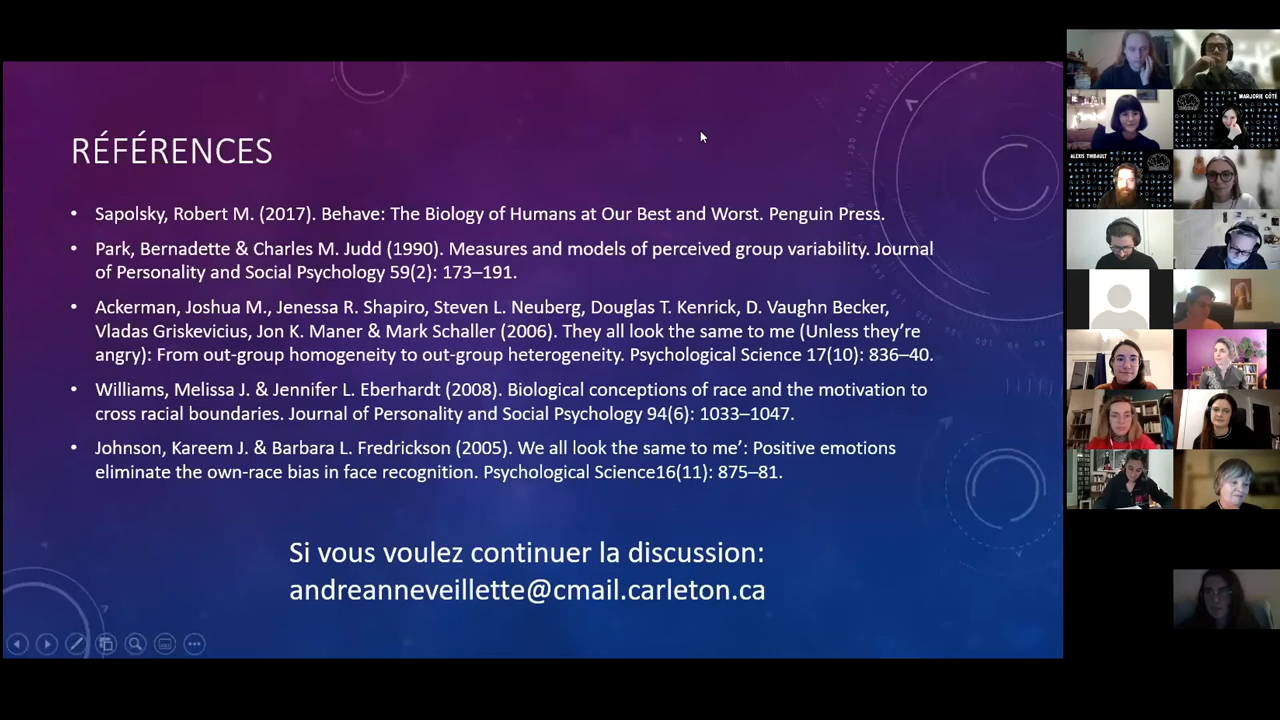 RÉFÉRENCES
• Sapolsky, Robert M. (2017). Behave: The Biology of Humans at Our Best and Worst. Penguin Press.
• Park, Bernadette & Charles M. Judd (1990). Measures and models of perceived group variability. Journal
of Personality and Social Psychology 59(2): 173–191.
• Ackerman, Joshua M., Jenessa R. Shapiro, Steven L. Neuberg, Douglas T. Kenrick, D. Vaughn Becker,
Vladas Griskevicius, Jon K. Maner & Mark Schaller (2006). They all look the same to me (Unless they’re
angry): From out-group homogeneity to out-group heterogeneity. Psychological Science 17(10): 836–40.
• Williams, Melissa J. & Jennifer L. Eberhardt (2008). Biological conceptions of race and the motivation to
cross racial boundaries. Journal of Personality and Social Psychology 94(6): 1033–1047.
• Johnson, Kareem J. & Barbara L. Fredrickson (2005). We all look the same to me’: Positive emotions
eliminate the own-race bias in face recognition. Psychological Science16(11): 875–81.
Si vous voulez continuer la discussion:
andreanneveillette@cmail.carleton.ca
MARJORIE CÔTÉ
ALEXIS THIBAULT